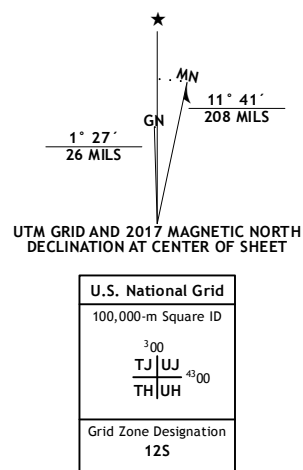 ★
MN
GN
11° 41´
208 MILS
1° 27´
26 MILS
UTM GRID AND 2017 MAGNETIC NORTH
DECLINATION AT CENTER OF SHEET
U.S. National Grid
100,000-m Square ID
³00
TJ UJ
⁴³00
TH UH
Grid Zone Designation
12S